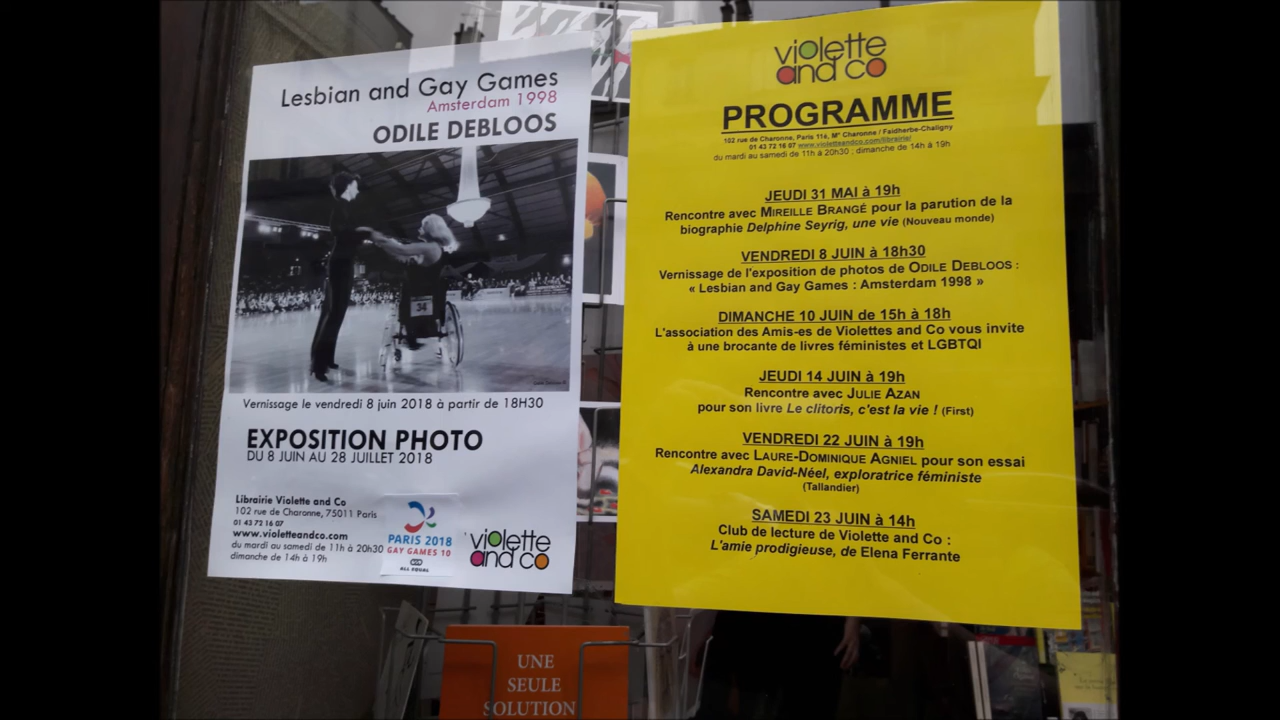 Lesbian and Gay Games
Amsterdam 1998
ODILE DEBLOOS
34
Vernissage le vendredi 8 juin 2018 à partir de 18H30
EXPOSITION PHOTO
DU 8 JUIN AU 28 JUILLET 2018
Librairie Violette and Co
102 rue de Charonne, 75011 Paris
01 43 72 16 07
www.violetteandco.com
du mardi au samedi de 11h à 20h30
dimanche de 14h à 19h
PARIS 2018
GAY GAMES 10
ALL EQUAL
violette
and co
violette
and co
PROGRAMME
102 rue de Charonne, Paris 11è, M° Charonne / Faidherbe-Chaligny
01 43 72 16 07 www.violetteandco.com/librairie/
du mardi au samedi de 11h à 20h30 ; dimanche de 14h à 19h
JEUDI 31 MAI à 19h
Rencontre avec MIREILLE BRANGÉ pour la parution de la
biographie Delphine Seyrig, une vie (Nouveau monde)
VENDREDI 8 JUIN à 18h30
Vernissage de l'exposition de photos de ODILE DEBLOOS :
« Lesbian and Gay Games : Amsterdam 1998 »
DIMANCHE 10 JUIN de 15h à 18h
L'association des Amis-es de Violettes and Co vous invite
à une brocante de livres féministes et LGBTQI
JEUDI 14 JUIN à 19h
Rencontre avec JULIE AZAN
pour son livre Le clitoris, c'est la vie ! (First)
VENDREDI 22 JUIN à 19h
Rencontre avec LAURE-DOMINIQUE AGNIEL pour son essai
Alexandra David-Néel, exploratrice féministe
(Tallandier)
SAMEDI 23 JUIN à 14h
Club de lecture de Violette and Co :
L'amie prodigieuse, de Elena Ferrante
UNE
SEULE
SOLUTION